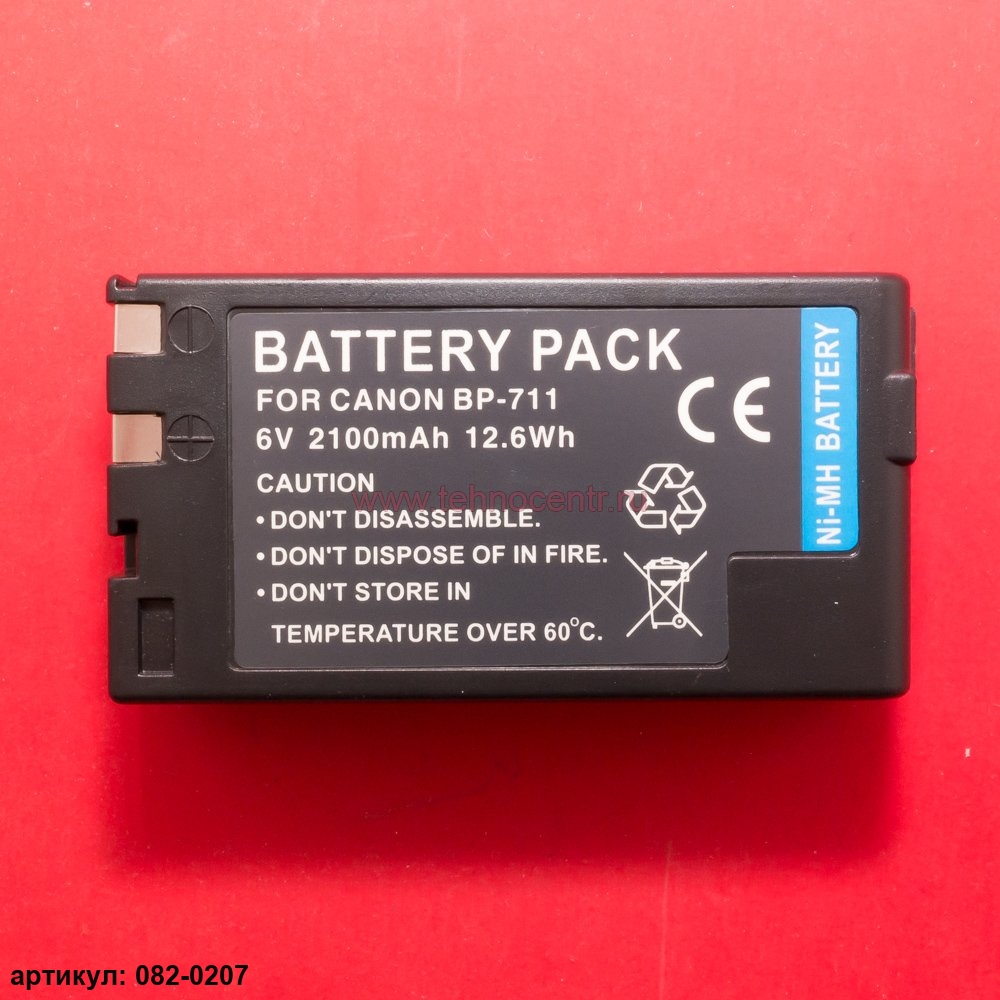 BATTERY PACK
FOR CANON BP-711
6V 2100mAh 12.6Wh
CE
Ni-MH BATTERY
CAUTION
www.tehnocentr.ru
•DON'T DISASSEMBLE.
•DON'T DISPOSE OF IN FIRE.
•DON'T STORE IN
TEMPERATURE OVER 60°C.
артикул: 082-0207